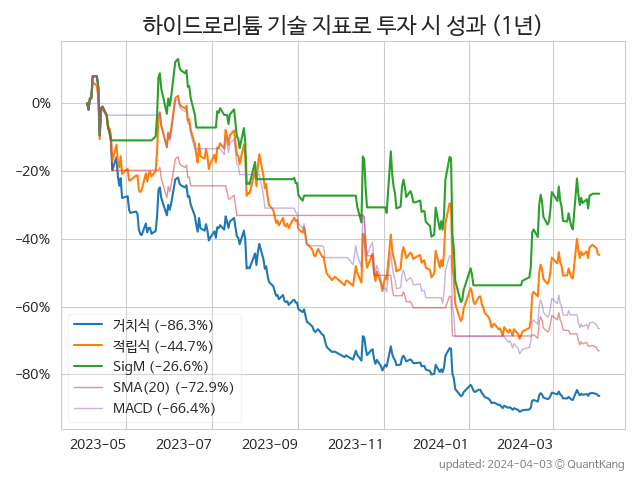 하이드로리튬 기술 지표로 투자 시 성과 (1년)
0%
−20%
−40%
−60%
−80%
거치식 (−86.3%)
적립식 (−44.7%)
SigM (−26.6%)
SMA(20) (−72.9%)
MACD (−66.4%)
2023-05 2023-07 2023-09 2023-11 2024-01 2024-03
updated: 2024-04-03 © QuantKang